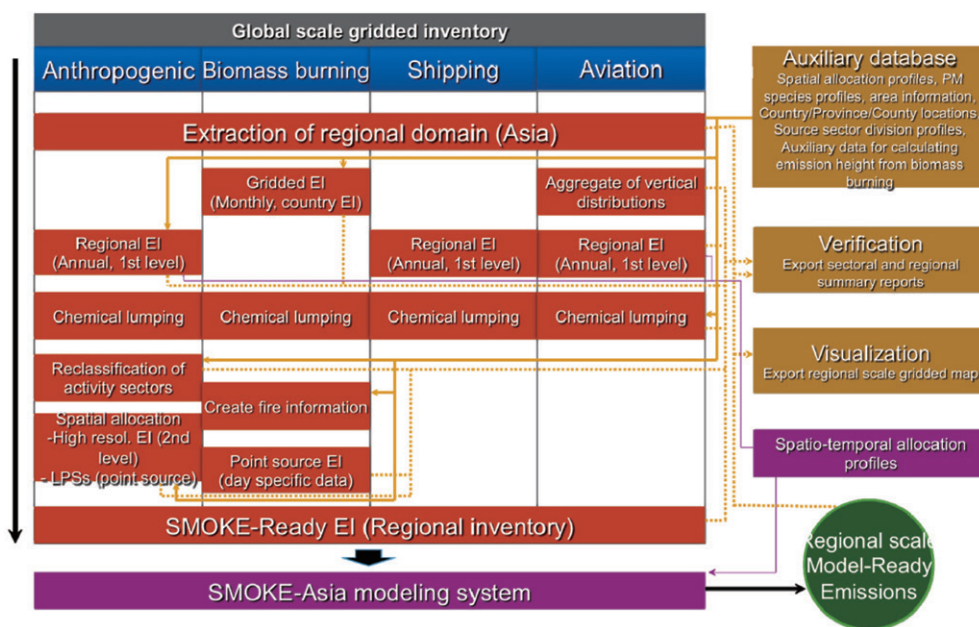 Global scale gridded inventory
Anthropogenic
Biomass burning
Shipping
Aviation
Extraction of regional domain (Asia)
Gridded EI
(Monthly, country EI)
Aggregate of vertical
distributions
Regional EI
(Annual, 1st level)
Regional EI
(Annual, 1st level)
Regional EI
(Annual, 1st level)
Chemical lumping
Chemical lumping
Chemical lumping
Chemical lumping
Reclassification of
activity sectors
Create fire information
Spatial allocation
-High resol. EI (2nd
level)
- LPSs (point source)
Point source EI
(day specific data)
SMOKE-Ready EI (Regional inventory)
SMOKE-Asia modeling system
Auxiliary database
Spatial allocation profiles, PM
species profiles, area information,
Country/Province/County locations
Source sector division profiles,
Auxiliary data for calculating
emission height from biomass
burning
Verification
Export sectoral and regional
summary reports
Visualization
Export regional scale gridded map
Spatio-temporal allocation
profiles
Regional scale
Model-Ready
Emissions